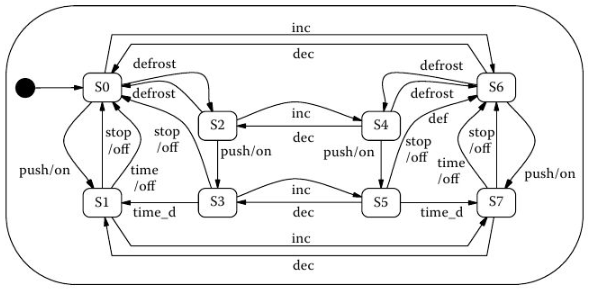 inc
dec
defrost
defrost
S0
defrost
defrost
S6
def
S2
inc
S4
dec
stop
/off
stop
/off
push/on
push/on
stop
/off
stop
/off
push/on
time
/off
time
/off
push/on
S1
time_d
S3
inc
dec
S5
time_d
S7
inc
dec